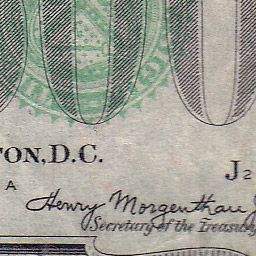 TON, D.C.
J2
A
Henry Morgenthau J
Secretary of the Treasury